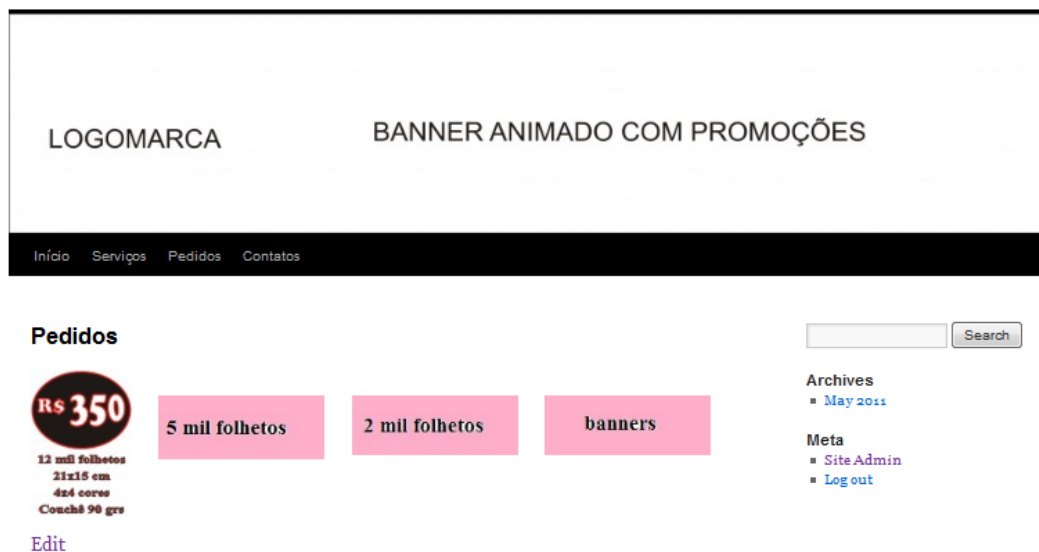 LOGOMARCA
BANNER ANIMADO COM PROMOÇÕES
Início Serviços Pedidos Contatos
Pedidos
R$ 350
12 mil folhetos
21x15 em
4x4 cores
Couchê 90 grs
5 mil folhetos
2 mil folhetos
banners
Edit
Search
Archives
May 2011
Meta
Site Admin
Log out